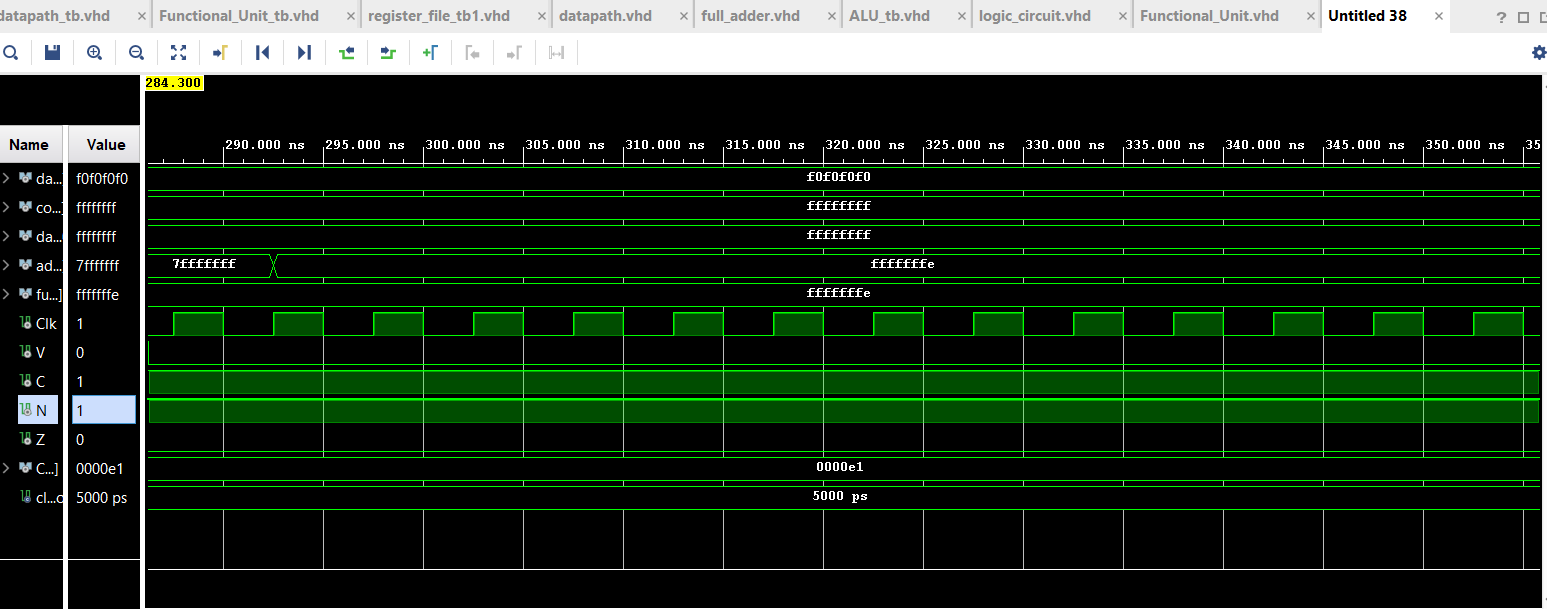 datapath_tb.vhd × Functional_Unit_tb.vhd × register_file_tb1.vhd × datapath.vhd × full_adder.vhd × ALU_tb.vhd × logic_circuit.vhd × Functional_Unit.vhd × Untitled 38 × ?
284.300
Name Value 290.000 ns 295.000 ns 300.000 ns 305.000 ns 310.000 ns 315.000 ns 320.000 ns 325.000 ns 330.000 ns 335.000 ns 340.000 ns 345.000 ns 350.000 ns 35
da... f0f0f0f0 f0f0f0f0
co...] ffffffff ffffffff
da... ffffffff ffffffff
ad... 7fffffff 7fffffff fffffffe
fu...] fffffffe fffffffe
Clk 1
V 0
C 1
N 1
Z 0
C...] 0000e1 0000e1
cl...o 5000 ps 5000 ps